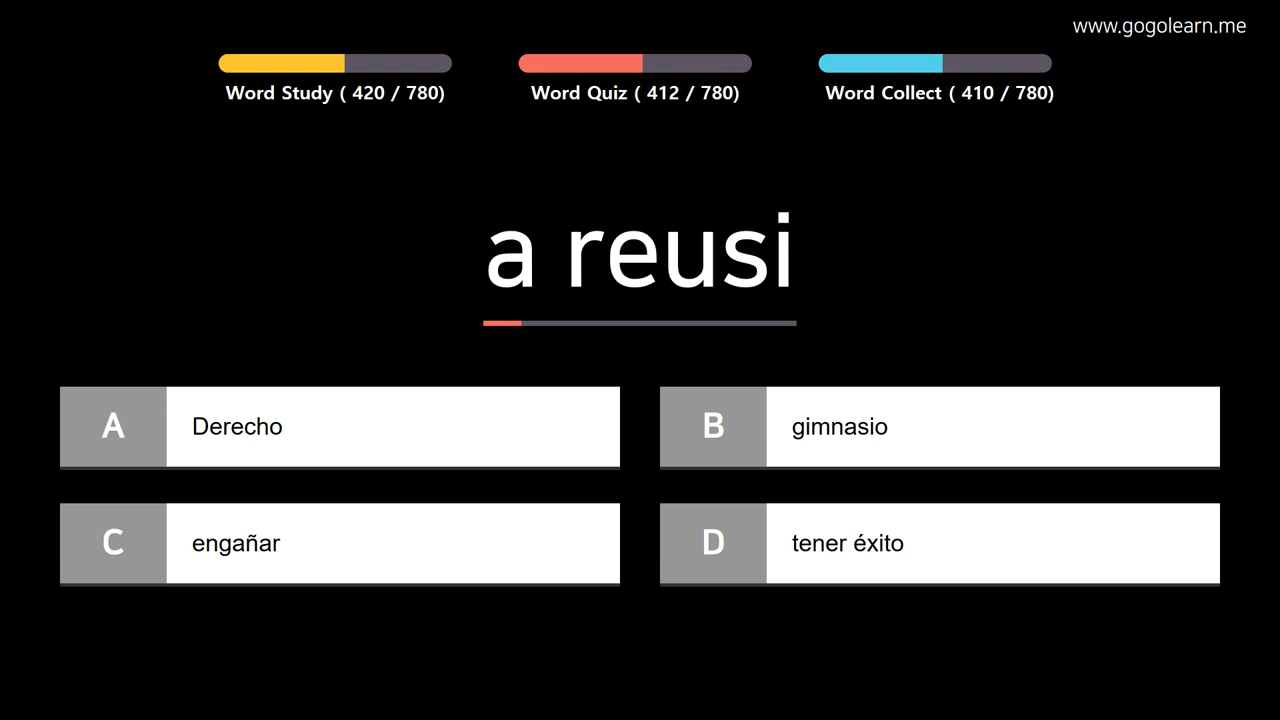 www.gogolearn.me
Word Study ( 420 / 780)
Word Quiz ( 412 / 780)
Word Collect ( 410 / 780)
a reusi
A Derecho
B gimnasio
C engañar
D tener éxito